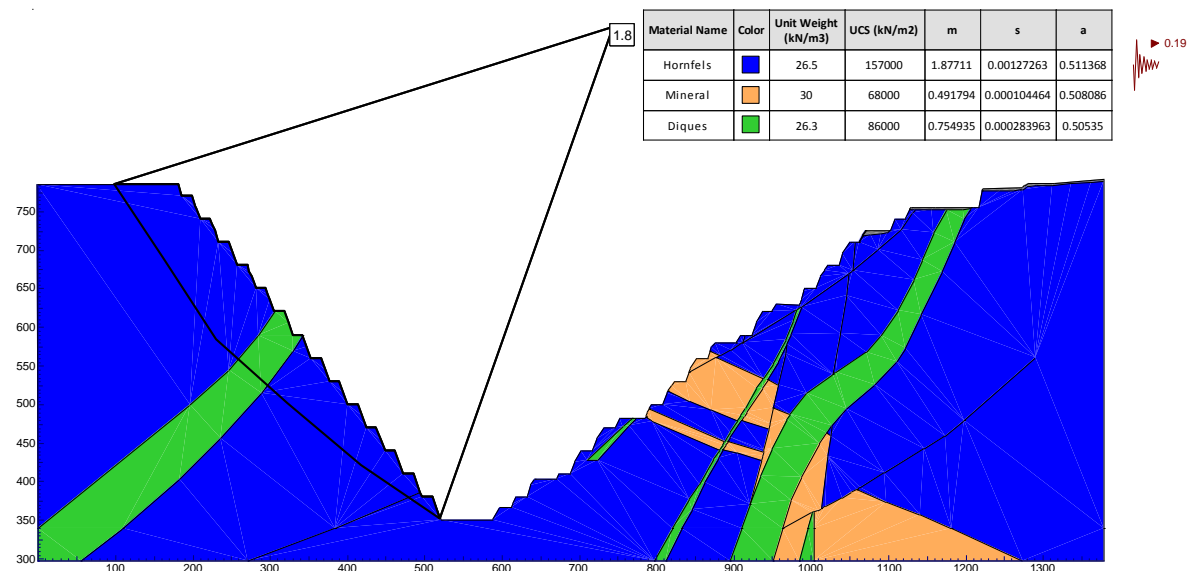 1.8
Material Name Color Unit Weight (kN/m3) UCS (kN/m2) m s a
Hornfels 26.5 157000 1.87711 0.00127263 0.511368
Mineral 30 68000 0.491794 0.000104464 0.508086
Diques 26.3 86000 0.754935 0.000283963 0.50535
0.19
750
700
650
600
550
500
450
400
350
300
100 200 300 400 500 600 700 800 900 1000 1100 1200 1300